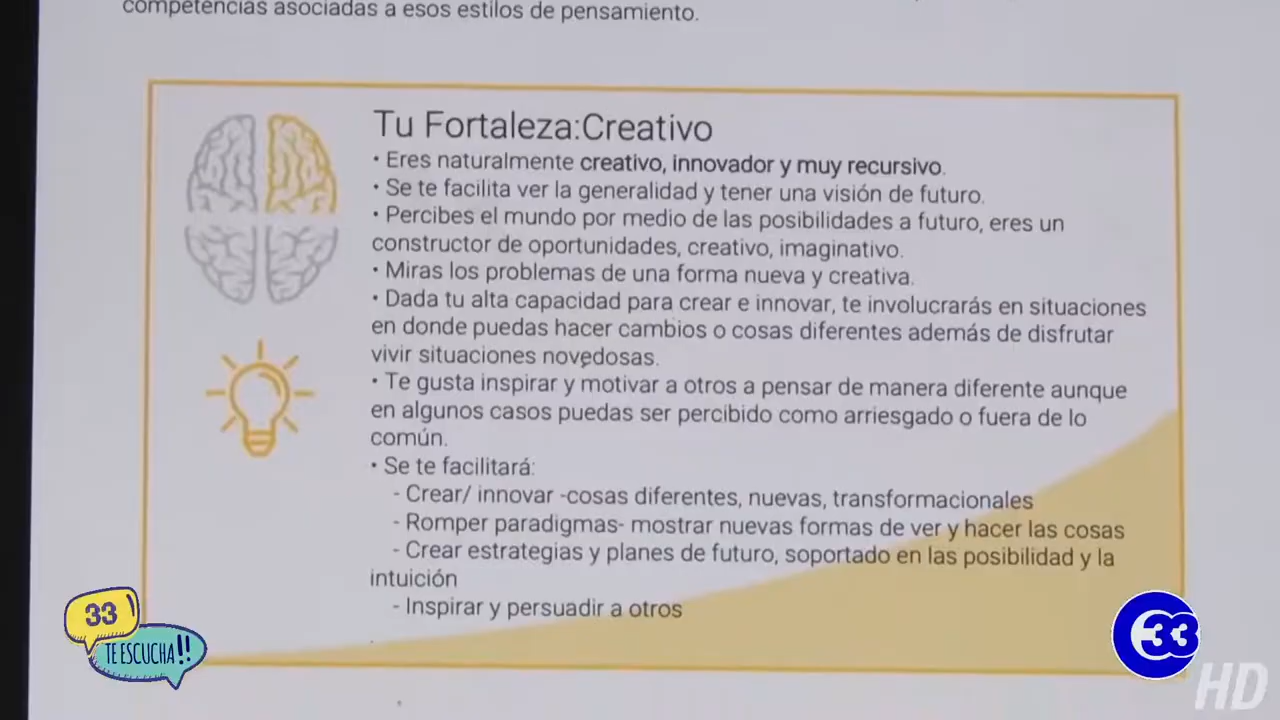 competencias asociadas a esos estilos de pensamiento.
Tu Fortaleza:Creativo
• Eres naturalmente creativo, innovador y muy recursivo.
• Se te facilita ver la generalidad y tener una visión de futuro.
• Percibes el mundo por medio de las posibilidades a futuro, eres un
constructor de oportunidades, creativo, imaginativo.
• Miras los problemas de una forma nueva y creativa.
• Dada tu alta capacidad para crear e innovar, te involucrarás en situaciones
en donde puedas hacer cambios o cosas diferentes además de disfrutar
vivir situaciones novedosas.
• Te gusta inspirar y motivar a otros a pensar de manera diferente aunque
en algunos casos puedas ser percibido como arriesgado o fuera de lo
común.
• Se te facilitará:
- Crear/ innovar -cosas diferentes, nuevas, transformacionales
- Romper paradigmas- mostrar nuevas formas de ver y hacer las cosas
- Crear estrategias y planes de futuro, soportado en las posibilidad y la
intuición
- Inspirar y persuadir a otros
33
TE ESCUCHA!!
33
HD